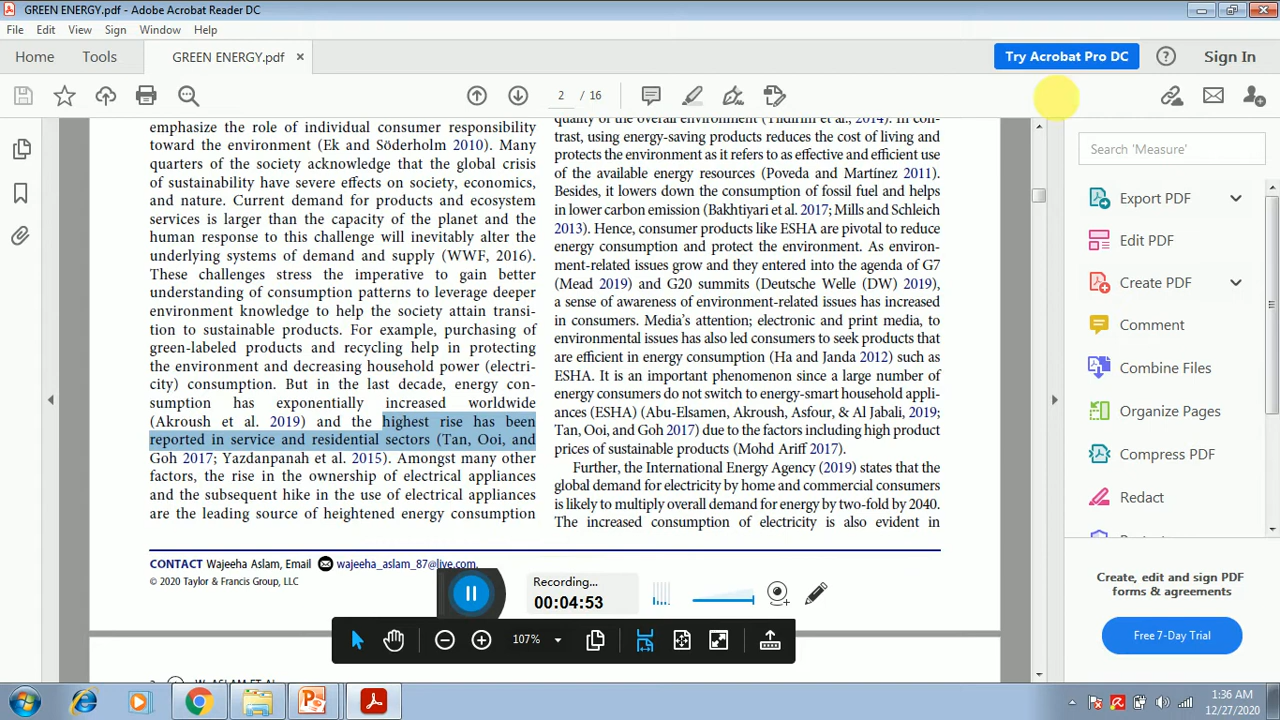 GREEN ENERGY.pdf - Adobe Acrobat Reader DC
File Edit View Sign Window Help
Home Tools GREEN ENERGY.pdf × Try Acrobat Pro DC Sign In
2 / 16
emphasize the role of individual consumer responsibility
toward the environment (Ek and Söderholm 2010). Many
quarters of the society acknowledge that the global crisis
of sustainability have severe effects on society, economics,
and nature. Current demand for products and ecosystem
services is larger than the capacity of the planet and the
human response to this challenge will inevitably alter the
underlying systems of demand and supply (WWF, 2016).
These challenges stress the imperative to gain better
understanding of consumption patterns to leverage deeper
environment knowledge to help the society attain transi-
tion to sustainable products. For example, purchasing of
green-labeled products and recycling help in protecting
the environment and decreasing household power (electri-
city) consumption. But in the last decade, energy con-
sumption has exponentially increased worldwide
(Akroush et al. 2019) and the highest rise has been
reported in service and residential sectors (Tan, Ooi, and
Goh 2017; Yazdanpanah et al. 2015). Amongst many other
factors, the rise in the ownership of electrical appliances
and the subsequent hike in the use of electrical appliances
are the leading source of heightened energy consumption
quality of the overall environment (Yildirim et al., 2014). In con-
trast, using energy-saving products reduces the cost of living and
protects the environment as it refers to as effective and efficient use
of the available energy resources (Poveda and Martínez 2011).
Besides, it lowers down the consumption of fossil fuel and helps
in lower carbon emission (Bakhtiyari et al. 2017; Mills and Schleich
2013). Hence, consumer products like ESHA are pivotal to reduce
energy consumption and protect the environment. As environ-
ment-related issues grow and they entered into the agenda of G7
(Mead 2019) and G20 summits (Deutsche Welle (DW) 2019),
a sense of awareness of environment-related issues has increased
in consumers. Media's attention; electronic and print media, to
environmental issues has also led consumers to seek products that
are efficient in energy consumption (Ha and Janda 2012) such as
ESHA. It is an important phenomenon since a large number of
energy consumers do not switch to energy-smart household appli-
ances (ESHA) (Abu-Elsamen, Akroush, Asfour, & Al Jabali, 2019;
Tan, Ooi, and Goh 2017) due to the factors including high product
prices of sustainable products (Mohd Ariff 2017).
Further, the International Energy Agency (2019) states that the
global demand for electricity by home and commercial consumers
is likely to multiply overall demand for energy by two-fold by 2040.
The increased consumption of electricity is also evident in
CONTACT Wajeeha Aslam, Email wajeeha_aslam_87@live.com,
© 2020 Taylor & Francis Group, LLC
Recording...
00:04:53
107%
Search 'Measure'
Export PDF
Edit PDF
Create PDF
Comment
Combine Files
Organize Pages
Compress PDF
Redact
Create, edit and sign PDF
forms & agreements
Free 7-Day Trial
1:36 AM
12/27/2020